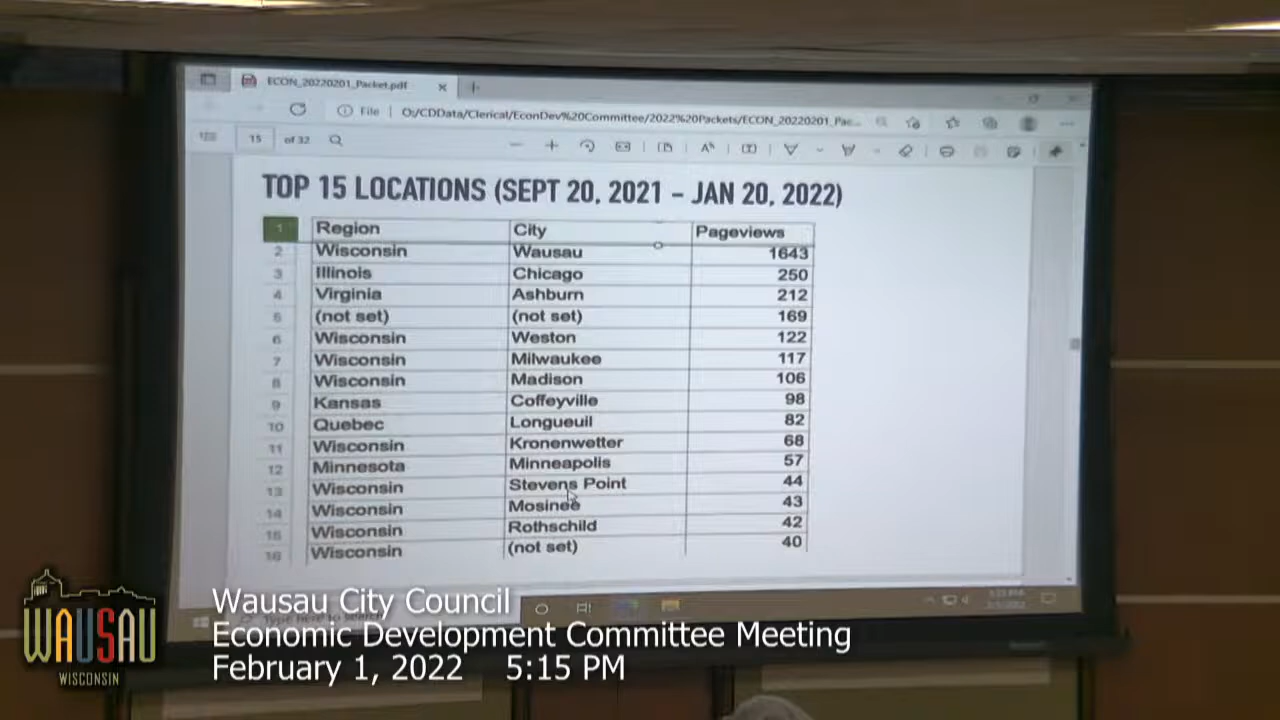 ECON_20220201_Packet.pdf
File | O:/CDData/Clerical/EconDev%20Committee/2022%20Packets/ECON_20220201_Pac...
15 of 32
TOP 15 LOCATIONS (SEPT 20, 2021 – JAN 20, 2022)
1 Region City Pageviews
2 Wisconsin Wausau 1643
3 Illinois Chicago 250
4 Virginia Ashburn 212
5 (not set) (not set) 169
6 Wisconsin Weston 122
7 Wisconsin Milwaukee 117
8 Wisconsin Madison 106
9 Kansas Coffeyville 98
10 Quebec Longueuil 82
11 Wisconsin Kronenwetter 68
12 Minnesota Minneapolis 57
13 Wisconsin Stevens Point 44
14 Wisconsin Mosinee 43
15 Wisconsin Rothschild 42
16 Wisconsin (not set) 40
WAUSAU
WISCONSIN
Wausau City Council
Economic Development Committee Meeting
February 1, 2022 5:15 PM